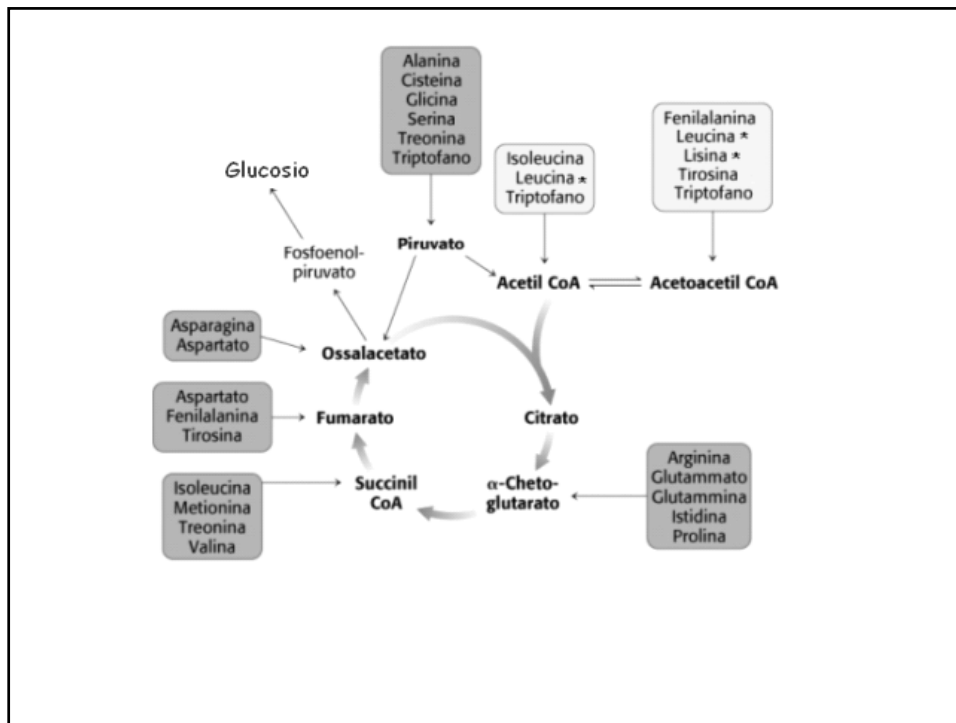 Alanina
Cisteina
Glicina
Serina
Treonina
Triptofano
Isoleucina
Leucina *
Triptofano
Fenilalanina
Leucina *
Lisina *
Tirosina
Triptofano
Glucosio
Fosfoenol-
piruvato
Piruvato
Acetil CoA
Acetoacetil CoA
Asparagina
Aspartato
Ossalacetato
Aspartato
Fenilalanina
Tirosina
Fumarato
Citrato
Isoleucina
Metionina
Treonina
Valina
Succinil
CoA
α-Cheto-
glutarato
Arginina
Glutammato
Glutammina
Istidina
Prolina